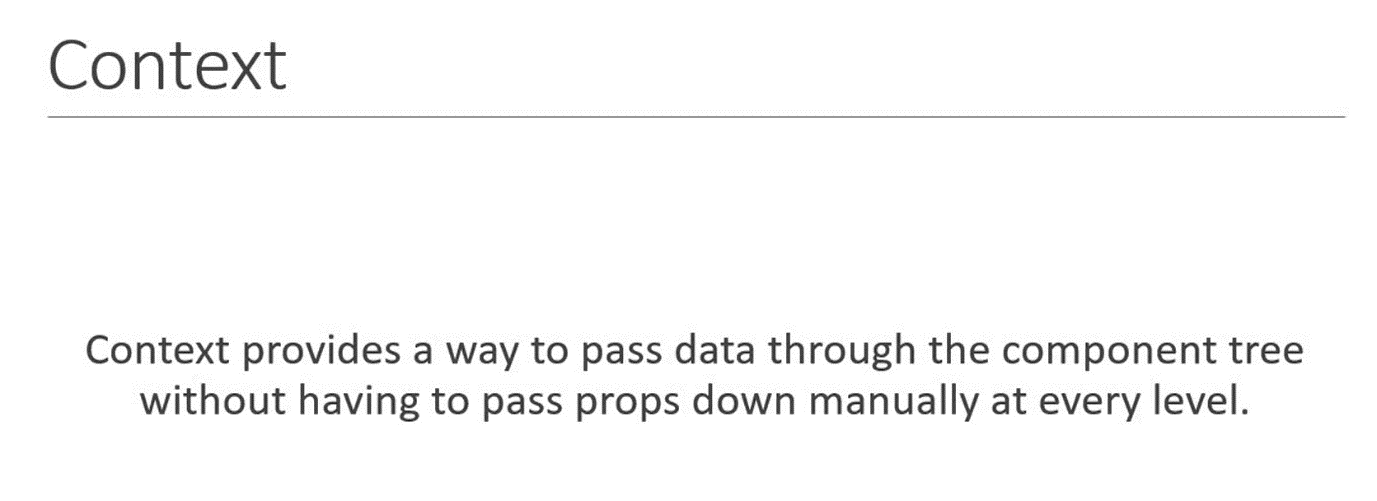 Context
Context provides a way to pass data through the component tree
without having to pass props down manually at every level.